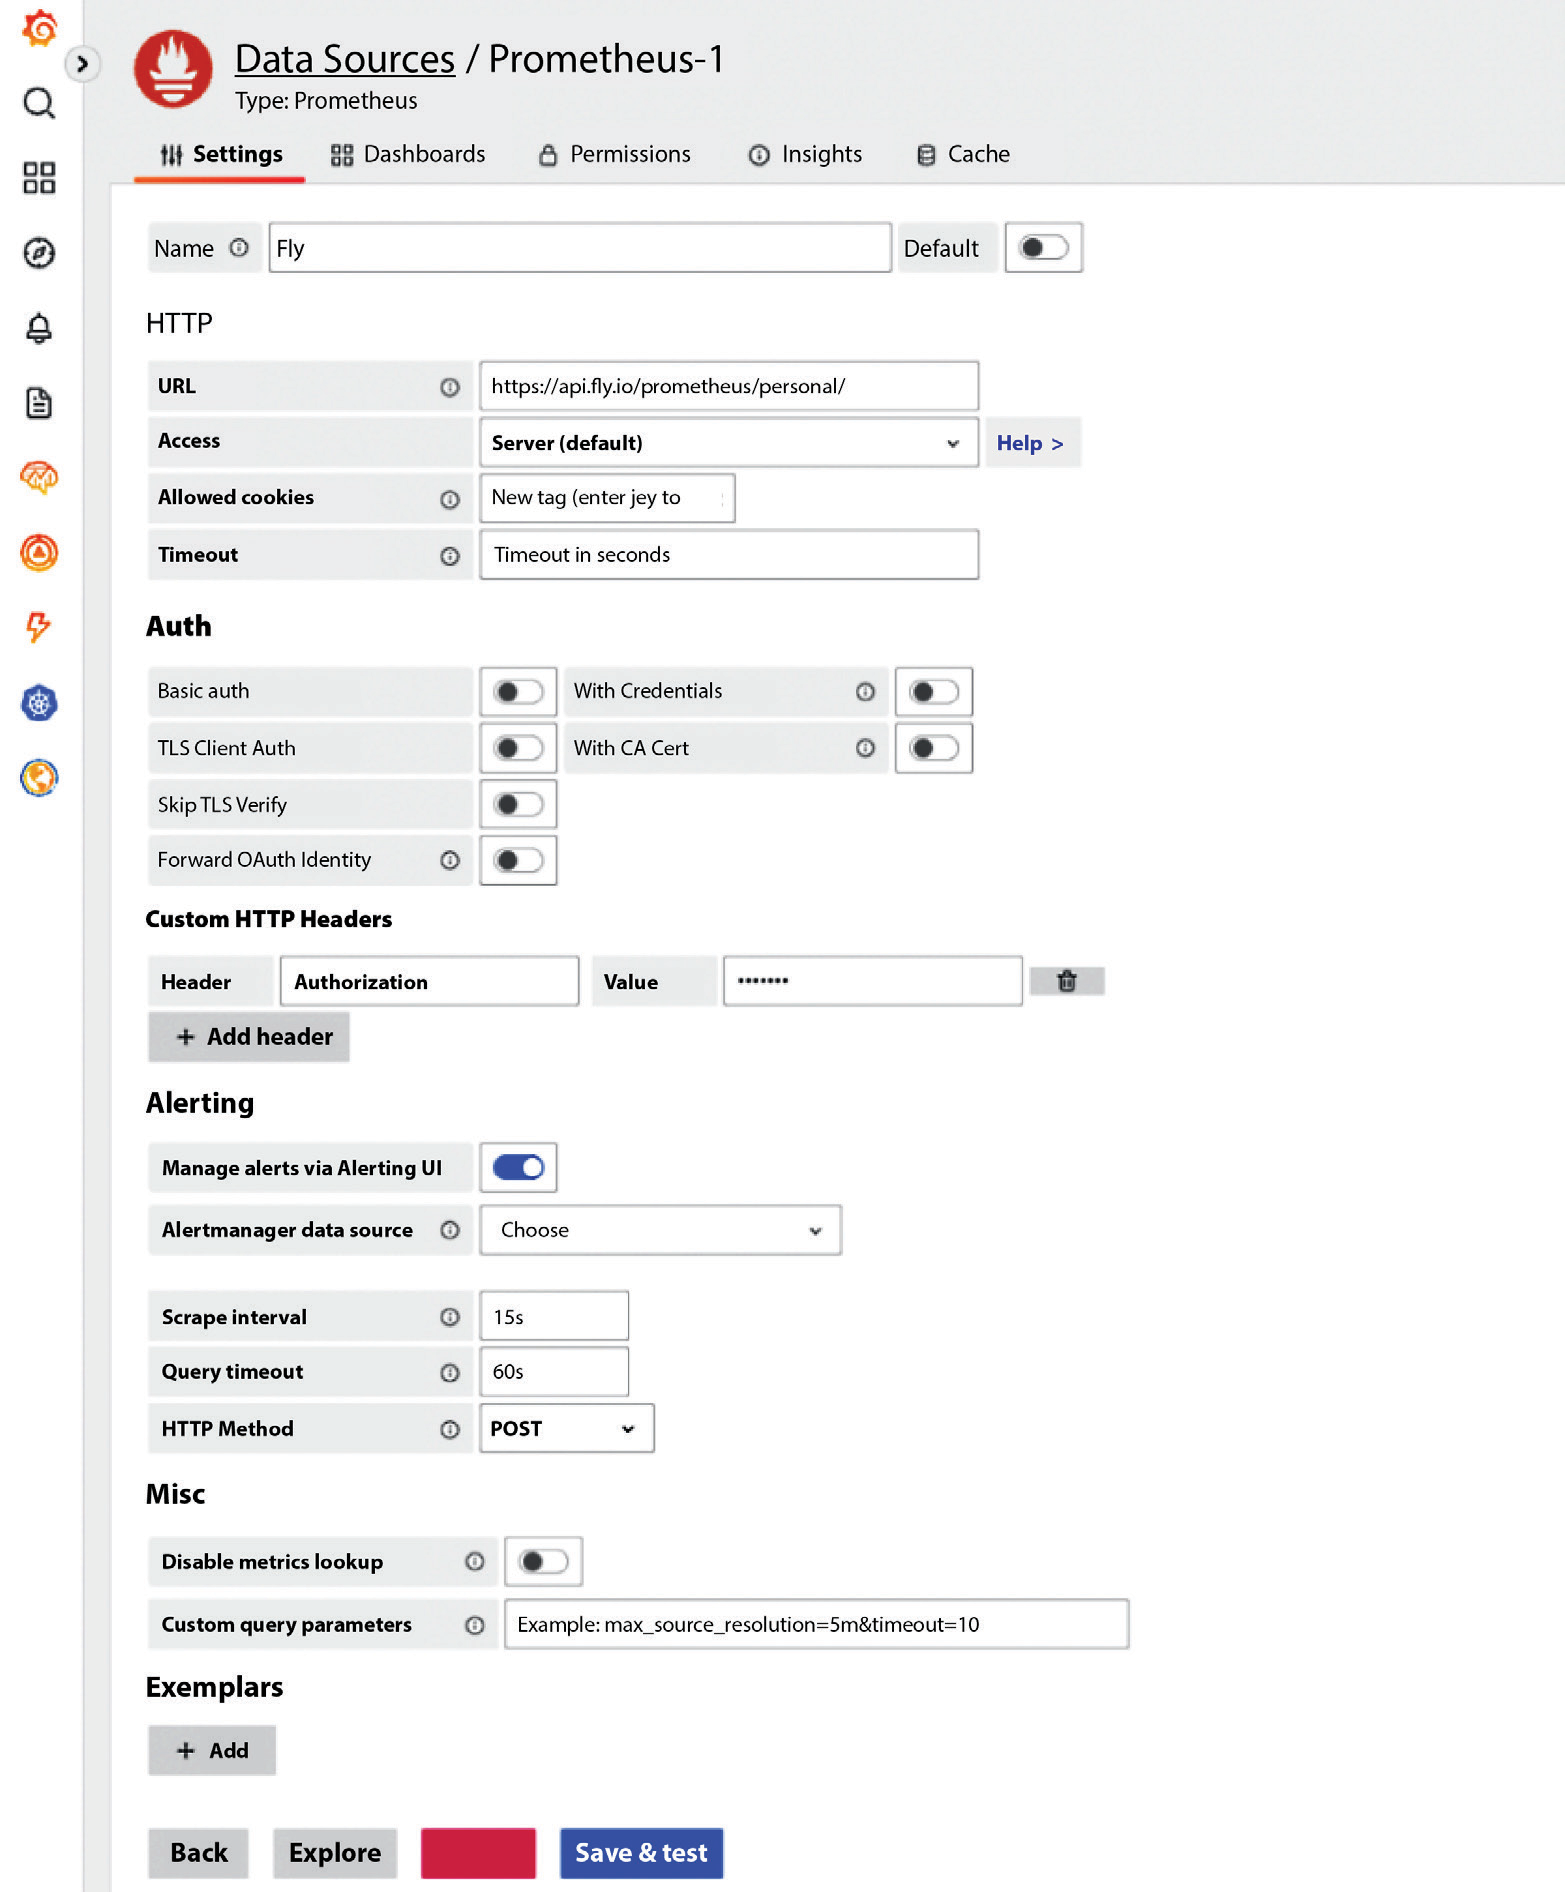 Data Sources / Prometheus-1
Type: Prometheus
Settings Dashboards Permissions Insights Cache
Name Fly Default
HTTP
URL https://api.fly.io/prometheus/personal/
Access Server (default) Help >
Allowed cookies New tag (enter jey to
Timeout Timeout in seconds
Auth
Basic auth With Credentials
TLS Client Auth With CA Cert
Skip TLS Verify
Forward OAuth Identity
Custom HTTP Headers
Header Authorization Value •••••••
+ Add header
Alerting
Manage alerts via Alerting UI
Alertmanager data source Choose
Scrape interval 15s
Query timeout 60s
HTTP Method POST
Misc
Disable metrics lookup
Custom query parameters Example: max_source_resolution=5m&timeout=10
Exemplars
+ Add
Back Explore Save & test